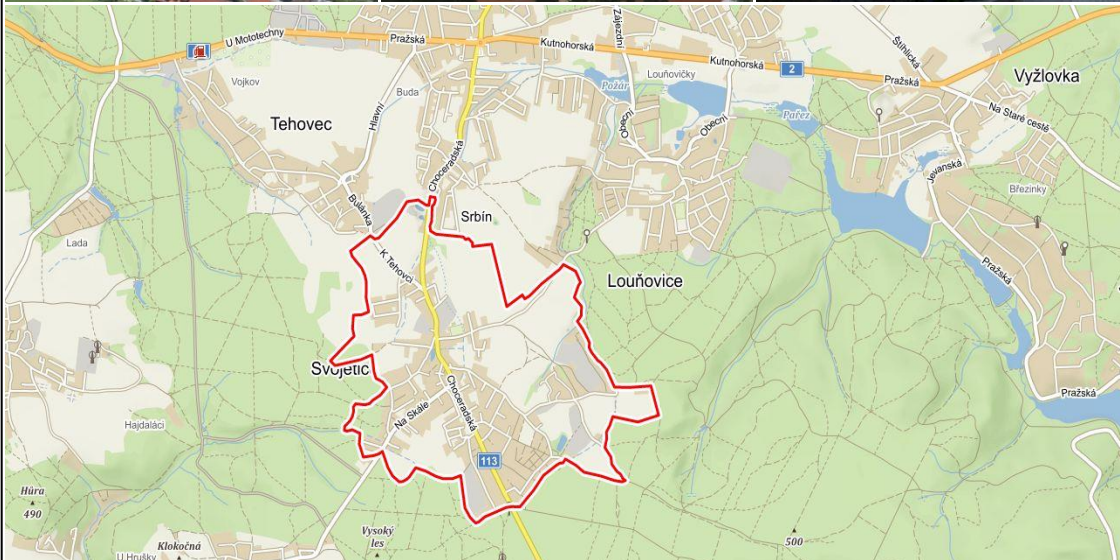 U Mototechny
Pražská
Kutnohorská
Zájezdní
Štíhlická
Vojkov
Buda
Louňovičky
Kutnohorská
2
Pražská
Vyžlovka
Požár
Tehovec
Hlavní
Obecní
Obecní
Pařez
Na Staré cestě
Choceradská
Jevanská
Březinky
Bulánka
Srbín
Lada
K Tehovci
Louňovice
Pražská
Svojetic
Choceradská
Na Skále
Pražská
Hajdaláci
113
Hůra
490
Vysoký
les
Klokočná
500
U Hrušky